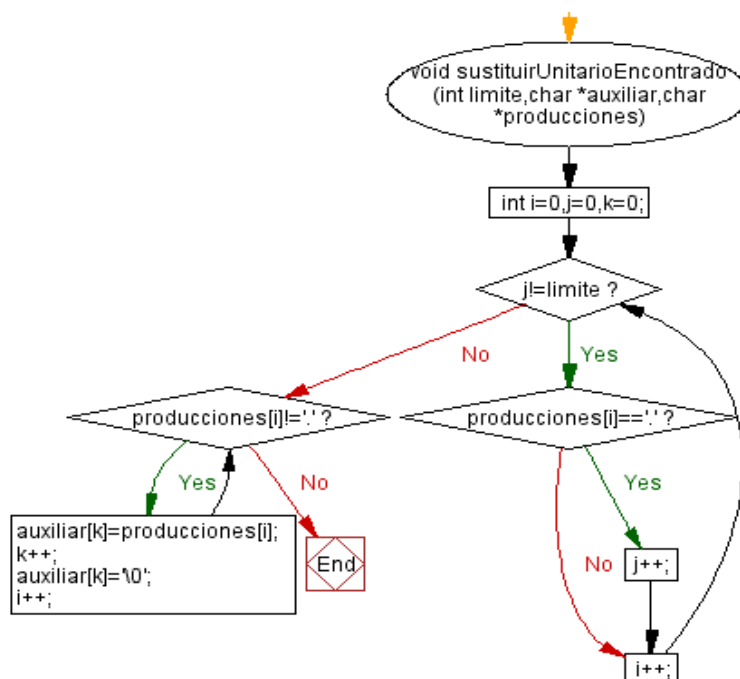 void sustituirUnitarioEncontrado
(int limite,char *auxiliar,char
*producciones)
int i=0,j=0,k=0;
j!=limite ?
No
Yes
producciones[i]!='.' ?
producciones[i]=='.' ?
Yes
No
Yes
auxiliar[k]=producciones[i];
k++;
auxiliar[k]='\0';
i++;
End
No
j++;
i++;